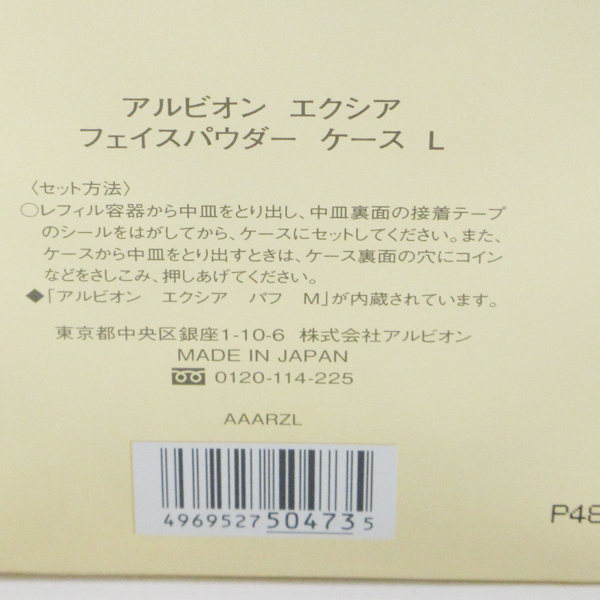 アルビオン エクシア
フェイスパウダー ケース L
〈セット方法〉
○レフィル容器から中皿をとり出し、中皿裏面の接着テープ
のシールをはがしてから、ケースにセットしてください。また、
ケースから中皿をとり出すときは、ケース裏面の穴にコイン
などをさしこみ、押しあげてください。
◆「アルビオン エクシア パフ M」が内蔵されています。
東京都中央区銀座1-10-6 株式会社アルビオン
MADE IN JAPAN
0120-114-225
AAARZL
4969527504735
P48